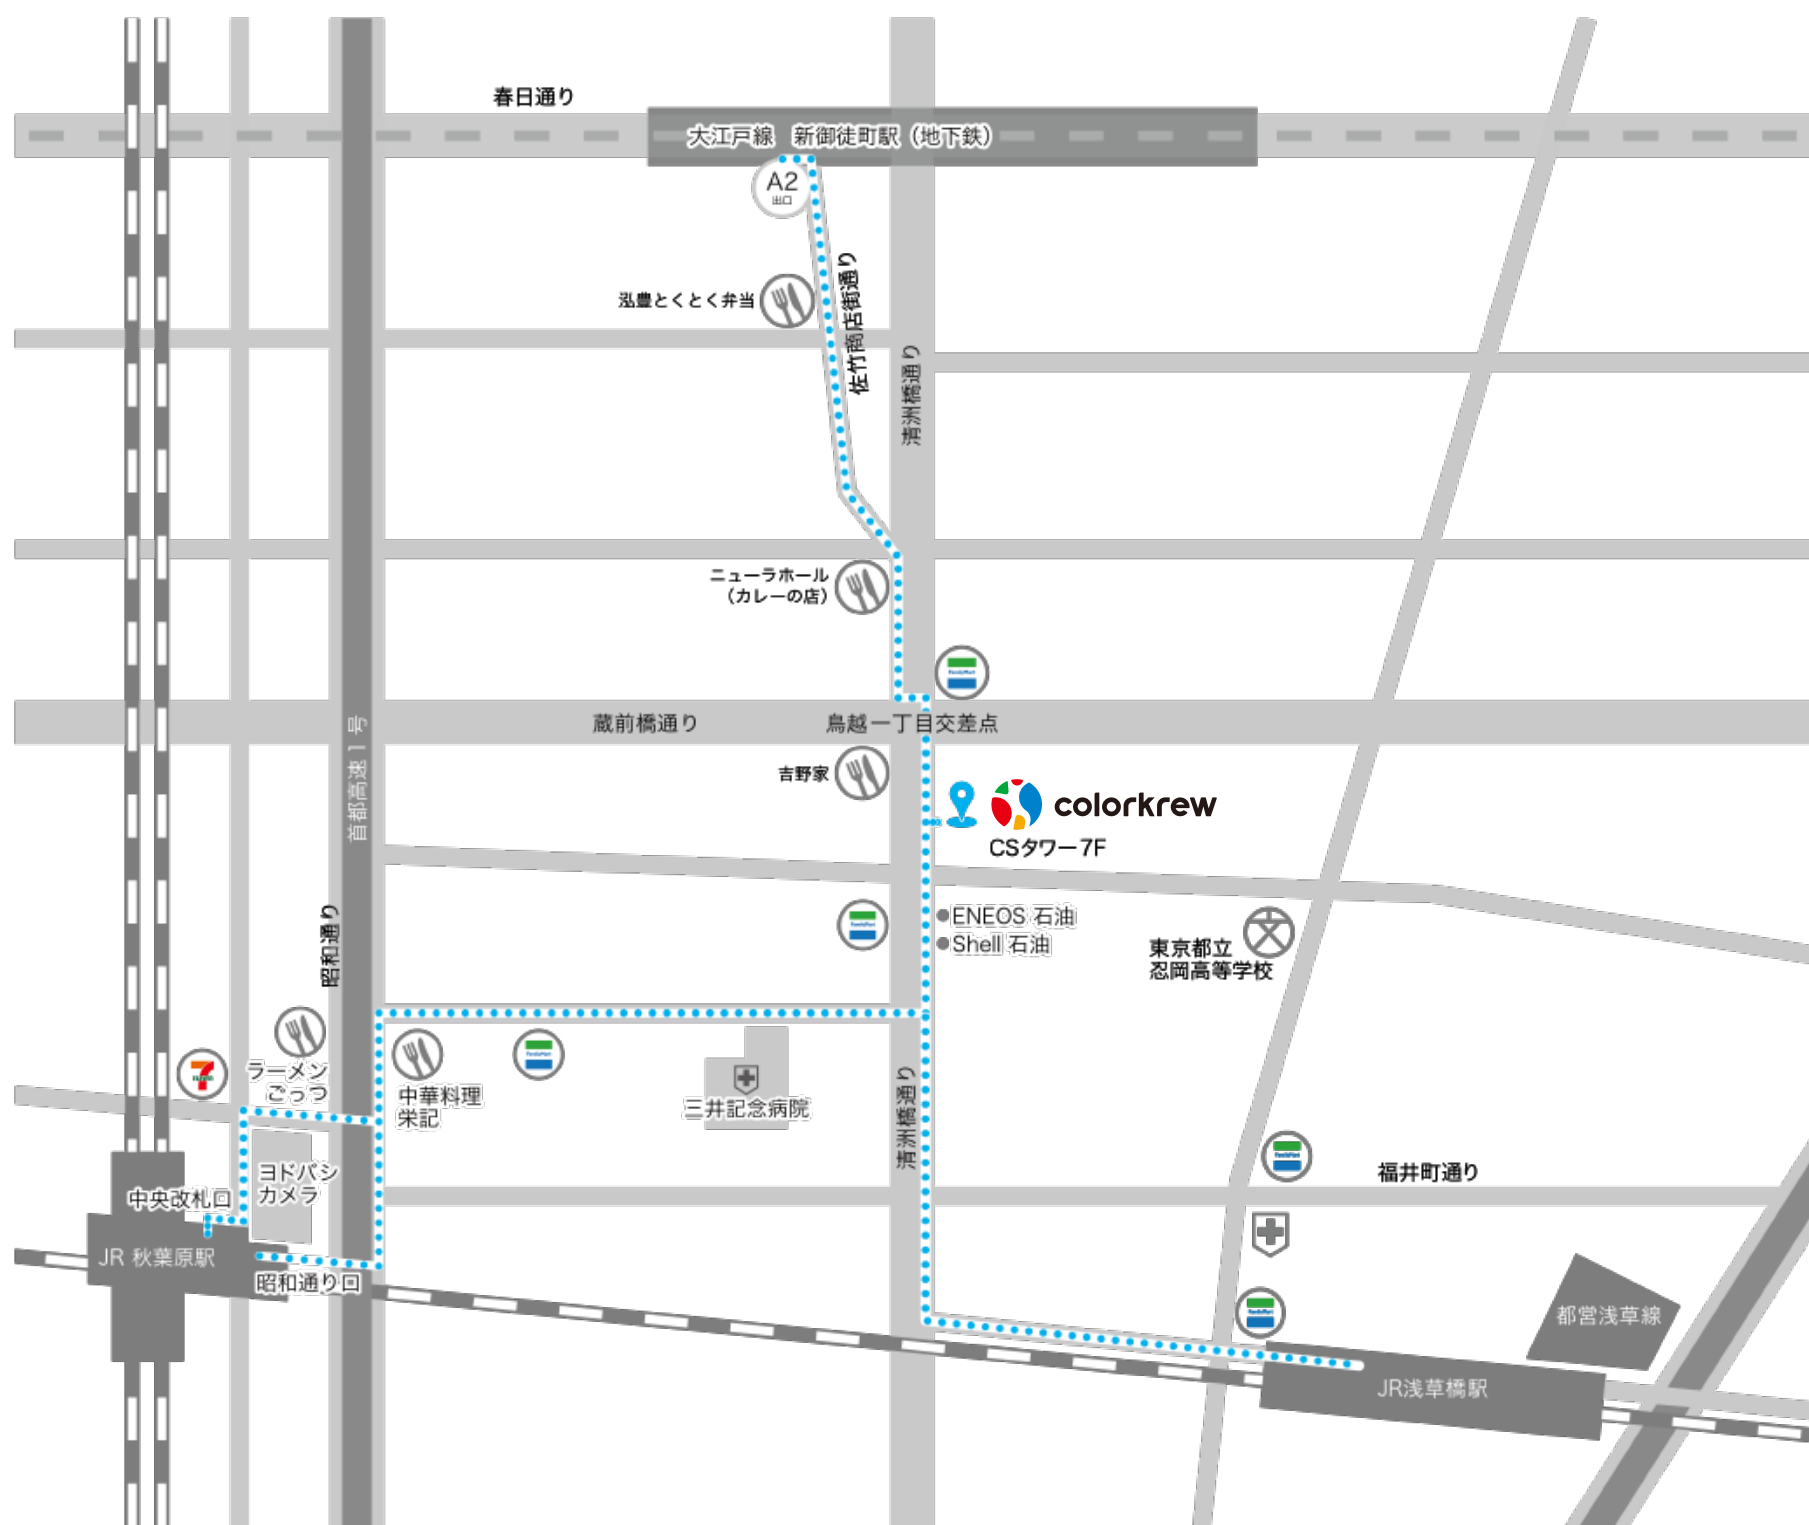 春日通り
大江戸線　新御徒町駅（地下鉄）
A2
出口
泓豊とくとく弁当
佐竹商店街通り
清洲橋通り
ニューラホール
（カレーの店）
FamilyMart
蔵前橋通り
鳥越一丁目交差点
首都高速1号
吉野家
colorkrew
CSタワー7F
昭和通り
FamilyMart
ENEOS 石油
Shell 石油
東京都立
忍岡高等学校
ラーメン
ごっつ
中華料理
栄記
FamilyMart
三井記念病院
清洲橋通り
ヨドバシ
カメラ
中央改札口
JR 秋葉原駅
昭和通り口
FamilyMart
福井町通り
FamilyMart
都営浅草線
JR浅草橋駅